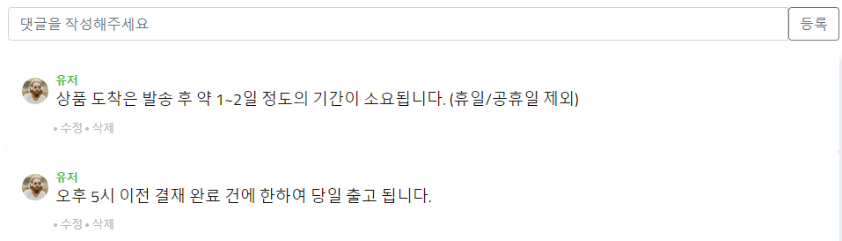 댓글을 작성해주세요 등록
유저
상품 도착은 발송 후 약 1~2일 정도의 기간이 소요됩니다. (휴일/공휴일 제외)
• 수정 • 삭제
유저
오후 5시 이전 결재 완료 건에 한하여 당일 출고 됩니다.
• 수정 • 삭제